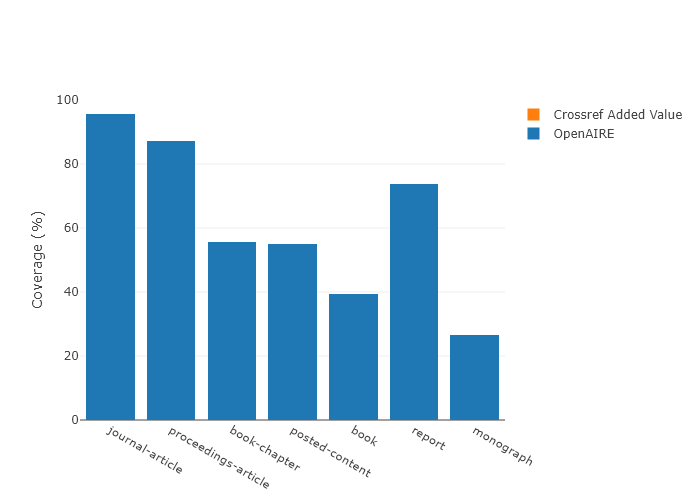 100
80
60
40
20
0
Coverage (%)
Crossref Added Value
OpenAIRE
journal-article
proceedings-article
book-chapter
posted-content
book
report
monograph